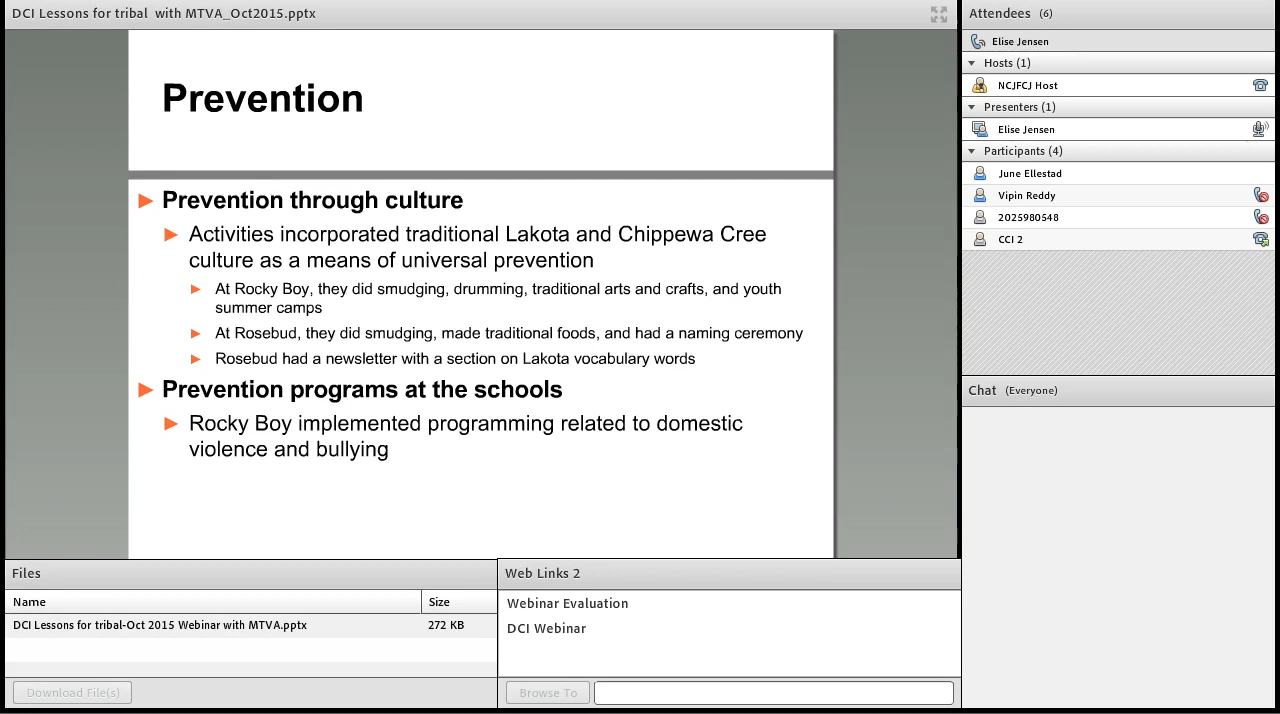 DCI Lessons for tribal  with MTVA_Oct2015.pptx
Prevention
Prevention through culture
Activities incorporated traditional Lakota and Chippewa Cree
culture as a means of universal prevention
At Rocky Boy, they did smudging, drumming, traditional arts and crafts, and youth
summer camps
At Rosebud, they did smudging, made traditional foods, and had a naming ceremony
Rosebud had a newsletter with a section on Lakota vocabulary words
Prevention programs at the schools
Rocky Boy implemented programming related to domestic
violence and bullying
Files
Name Size
DCI Lessons for tribal-Oct 2015 Webinar with MTVA.pptx 272 KB
Download File(s)
Web Links 2
Webinar Evaluation
DCI Webinar
Browse To
Attendees (6)
Elise Jensen
Hosts (1)
NCJFCJ Host
Presenters (1)
Elise Jensen
Participants (4)
June Ellestad
Vipin Reddy
2025980548
CCI 2
Chat (Everyone)